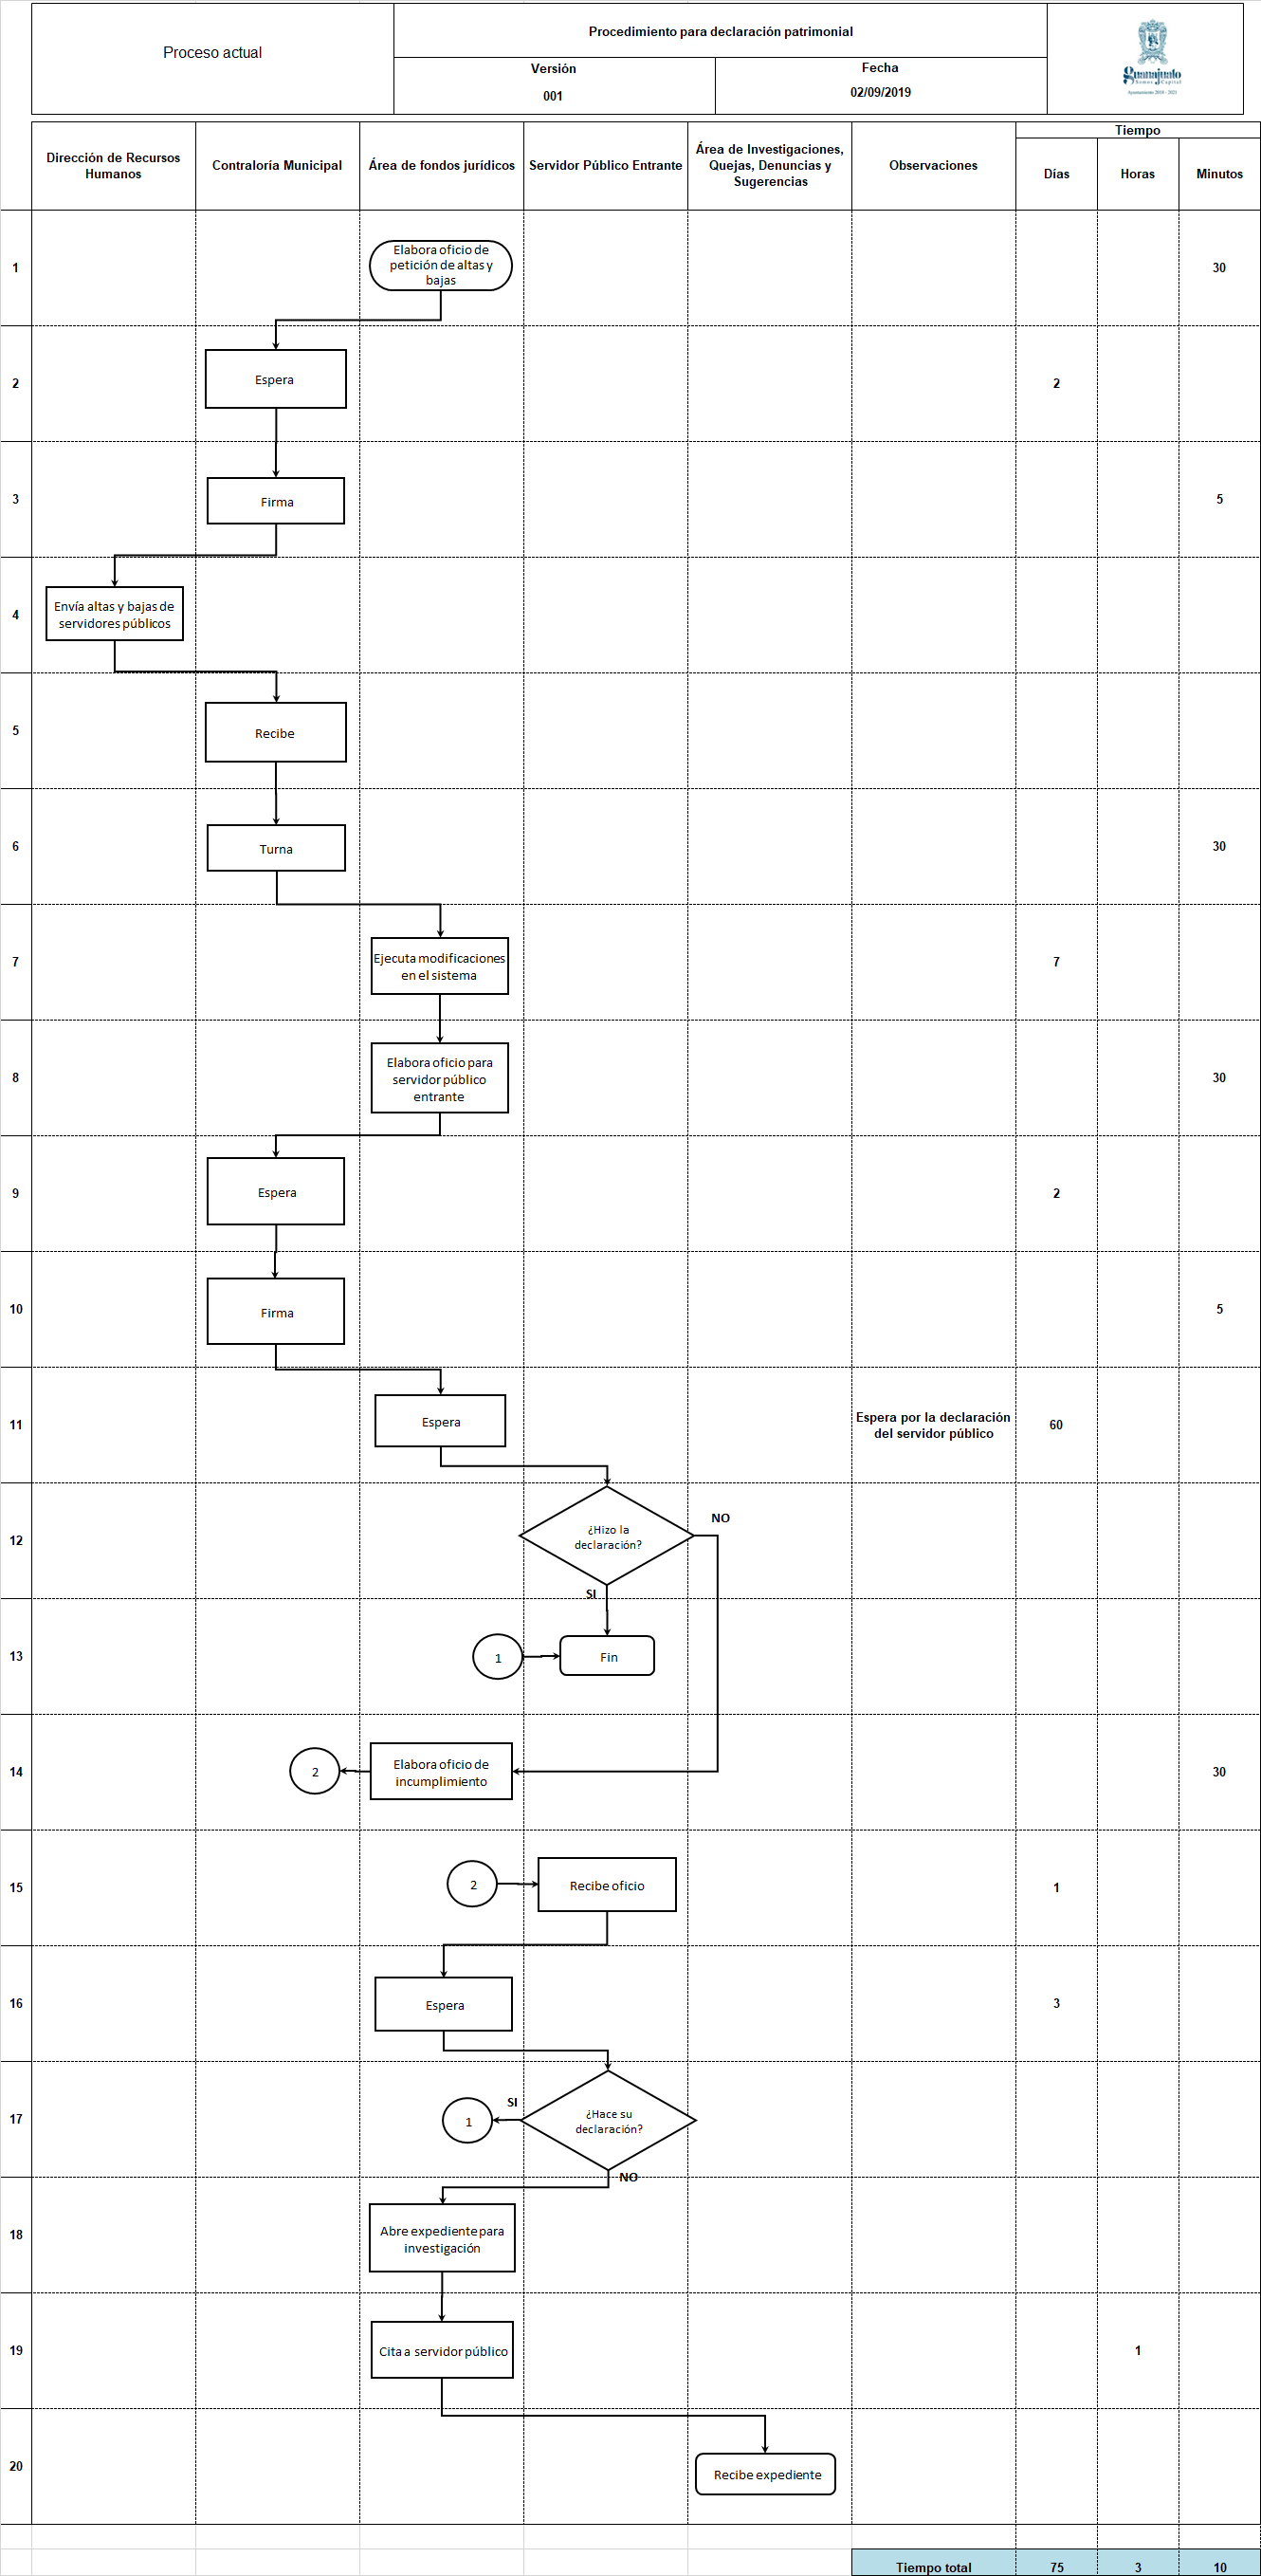 Proceso actual
Procedimiento para declaración patrimonial
Versión
001
Fecha
02/09/2019
Guanajuato
Somos Capital
Ayuntamiento 2018 - 2021
Dirección de Recursos
Humanos
Contraloría Municipal
Área de fondos jurídicos
Servidor Público Entrante
Área de Investigaciones,
Quejas, Denuncias y
Sugerencias
Observaciones
Tiempo
Días
Horas
Minutos
1
Elabora oficio de
petición de altas y
bajas
30
2
Espera
2
3
Firma
5
4
Envía altas y bajas de
servidores públicos
5
Recibe
6
Turna
30
7
Ejecuta modificaciones
en el sistema
7
8
Elabora oficio para
servidor público
entrante
30
9
Espera
2
10
Firma
5
11
Espera
Espera por la declaración
del servidor público
60
12
¿Hizo la
declaración?
NO
SI
13
1
Fin
14
2
Elabora oficio de
incumplimiento
30
15
2
Recibe oficio
1
16
Espera
3
17
1
SI
¿Hace su
declaración?
NO
18
Abre expediente para
investigación
19
Cita a servidor público
1
20
Recibe expediente
Tiempo total
75
3
10